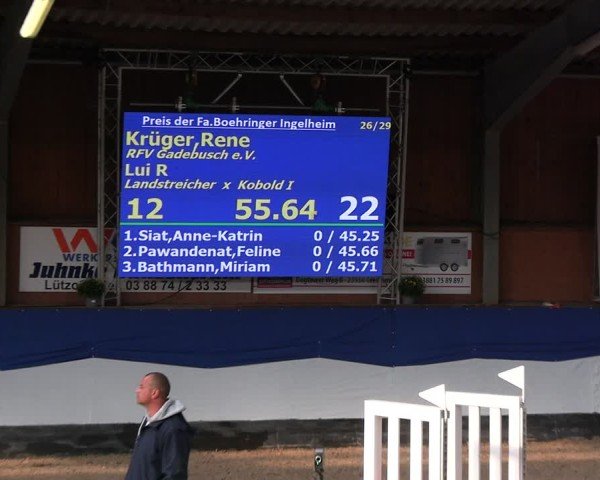 Preis der Fa.Boehringer Ingelheim 26/29
Krüger,Rene
RFV Gadebusch e.V.
Lui R
Landstreicher x Kobold I
12 55.64 22
1.Siat,Anne-Katrin 0 / 45.25
2.Pawandenat,Feline 0 / 45.66
3.Bathmann,Miriam 0 / 45.71
W
WERK
Juhnk
Lützo
03 88 74 / 2 33 33